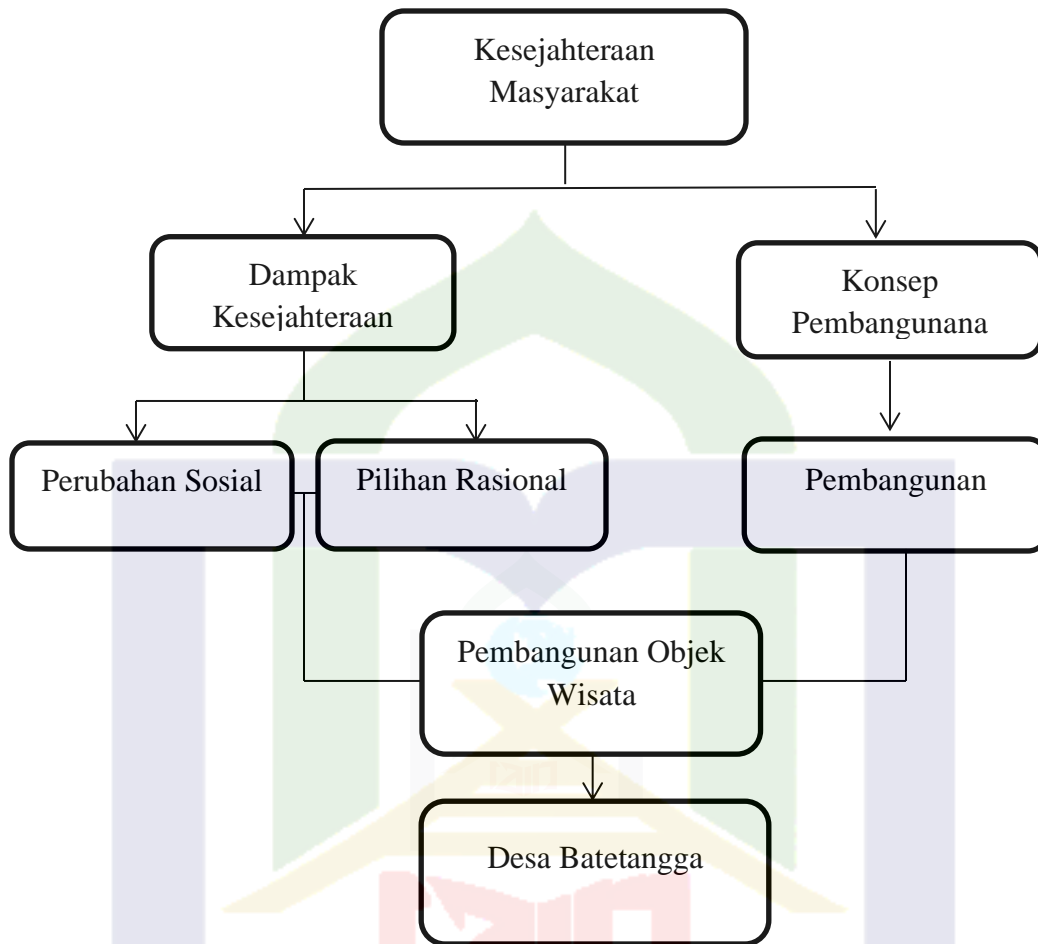 Kesejahteraan
Masyarakat
Dampak
Kesejahteraan
Konsep
Pembangunana
Perubahan Sosial
Pilihan Rasional
Pembangunan
Pembangunan Objek
Wisata
Desa Batetangga